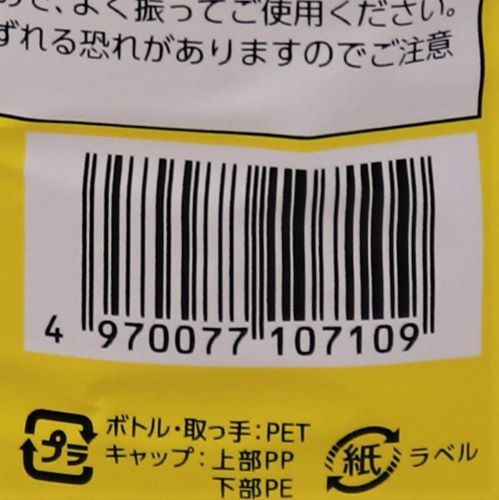 、よく振ってご使用ください。
ずれる恐れがありますのでご注意
4 970077 107109
プラ
ボトル・取っ手:PET
キャップ:上部PP
下部PE
紙 ラベル